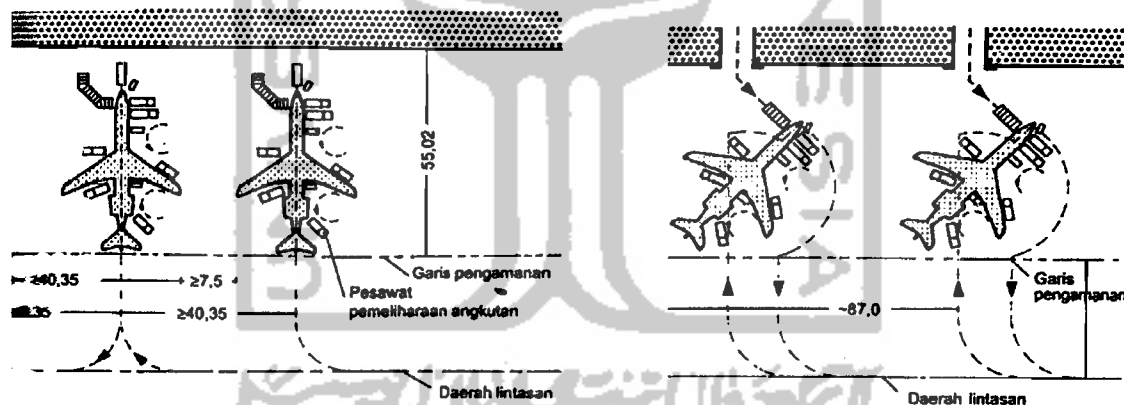 55,02
Garis pengamanan
≥40,35
≥7,5
Pesawat
pemeliharaan angkutan
≥40,35
Daerah lintasan
Garis
pengamanan
~87,0
Daerah lintasan